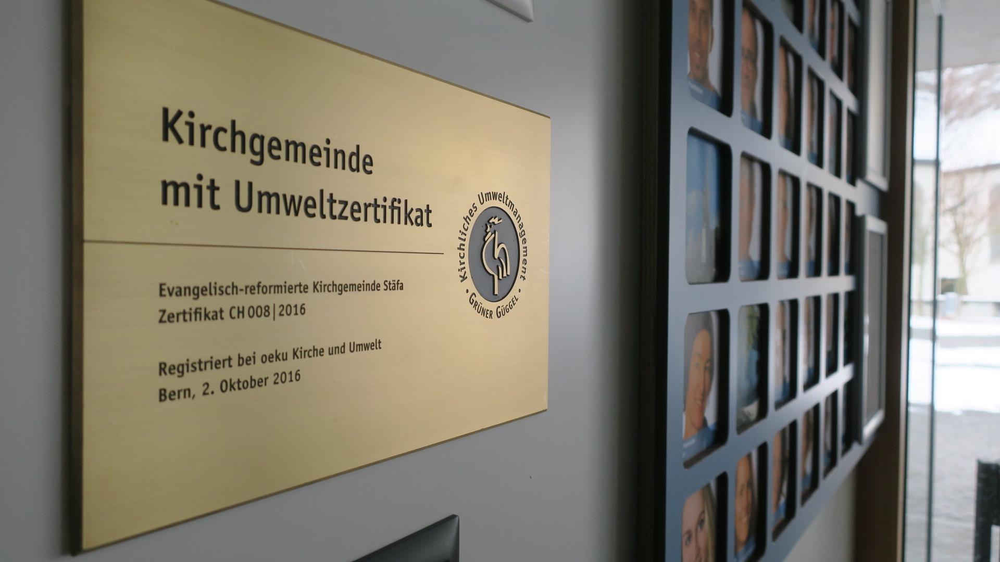 Kirchgemeinde
mit Umweltzertifikat
Kirchliches Umweltmanagement
• GRÜNER GÜGGEL •
Evangelisch-reformierte Kirchgemeinde Stäfa
Zertifikat CH 008 | 2016
Registriert bei oeku Kirche und Umwelt
Bern, 2. Oktober 2016